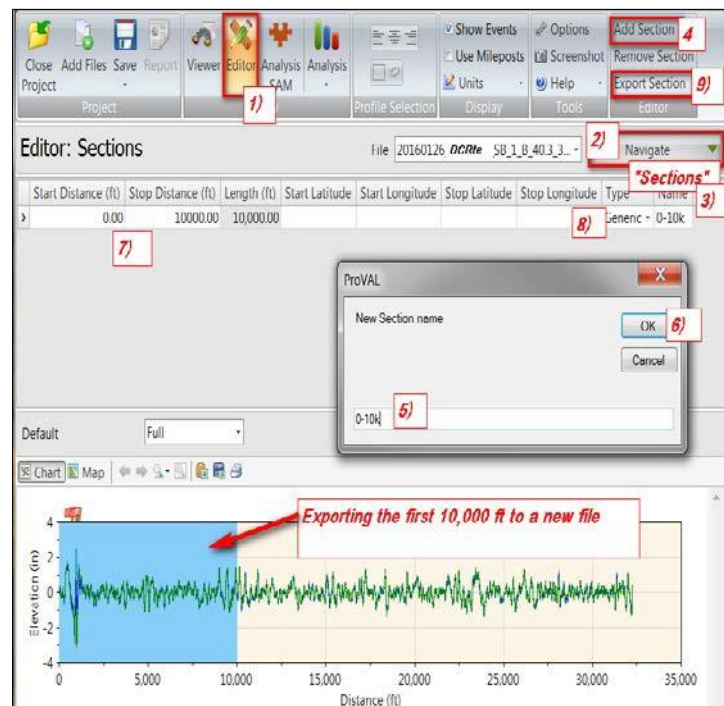 Close Project
Add Files
Save
Report
Viewer
Editor
Analysis SAM
Analysis
Show Events
Use Mileposts
Units
Options
Screenshot
Help
Add Section
Remove Section
Export Section
4
9)
1)
Project
Profile Selection
Display
Tools
Editor
Editor: Sections
File
20160126_DCRte_SB_1_B_40.3_3...
2)
Navigate
"Sections"
3)
Start Distance (ft)
Stop Distance (ft)
Length (ft)
Start Latitude
Start Longitude
Stop Latitude
Stop Longitude
Type
Name
0.00
10000.00
10,000.00
Generic
0-10k
7)
8)
ProVAL
X
New Section name
OK
6)
Cancel
0-10k
5)
Default
Full
Chart
Map
Exporting the first 10,000 ft to a new file
Elevation (in)
4
2
0
-2
-4
0
5,000
10,000
15,000
20,000
25,000
30,000
35,000
Distance (ft)